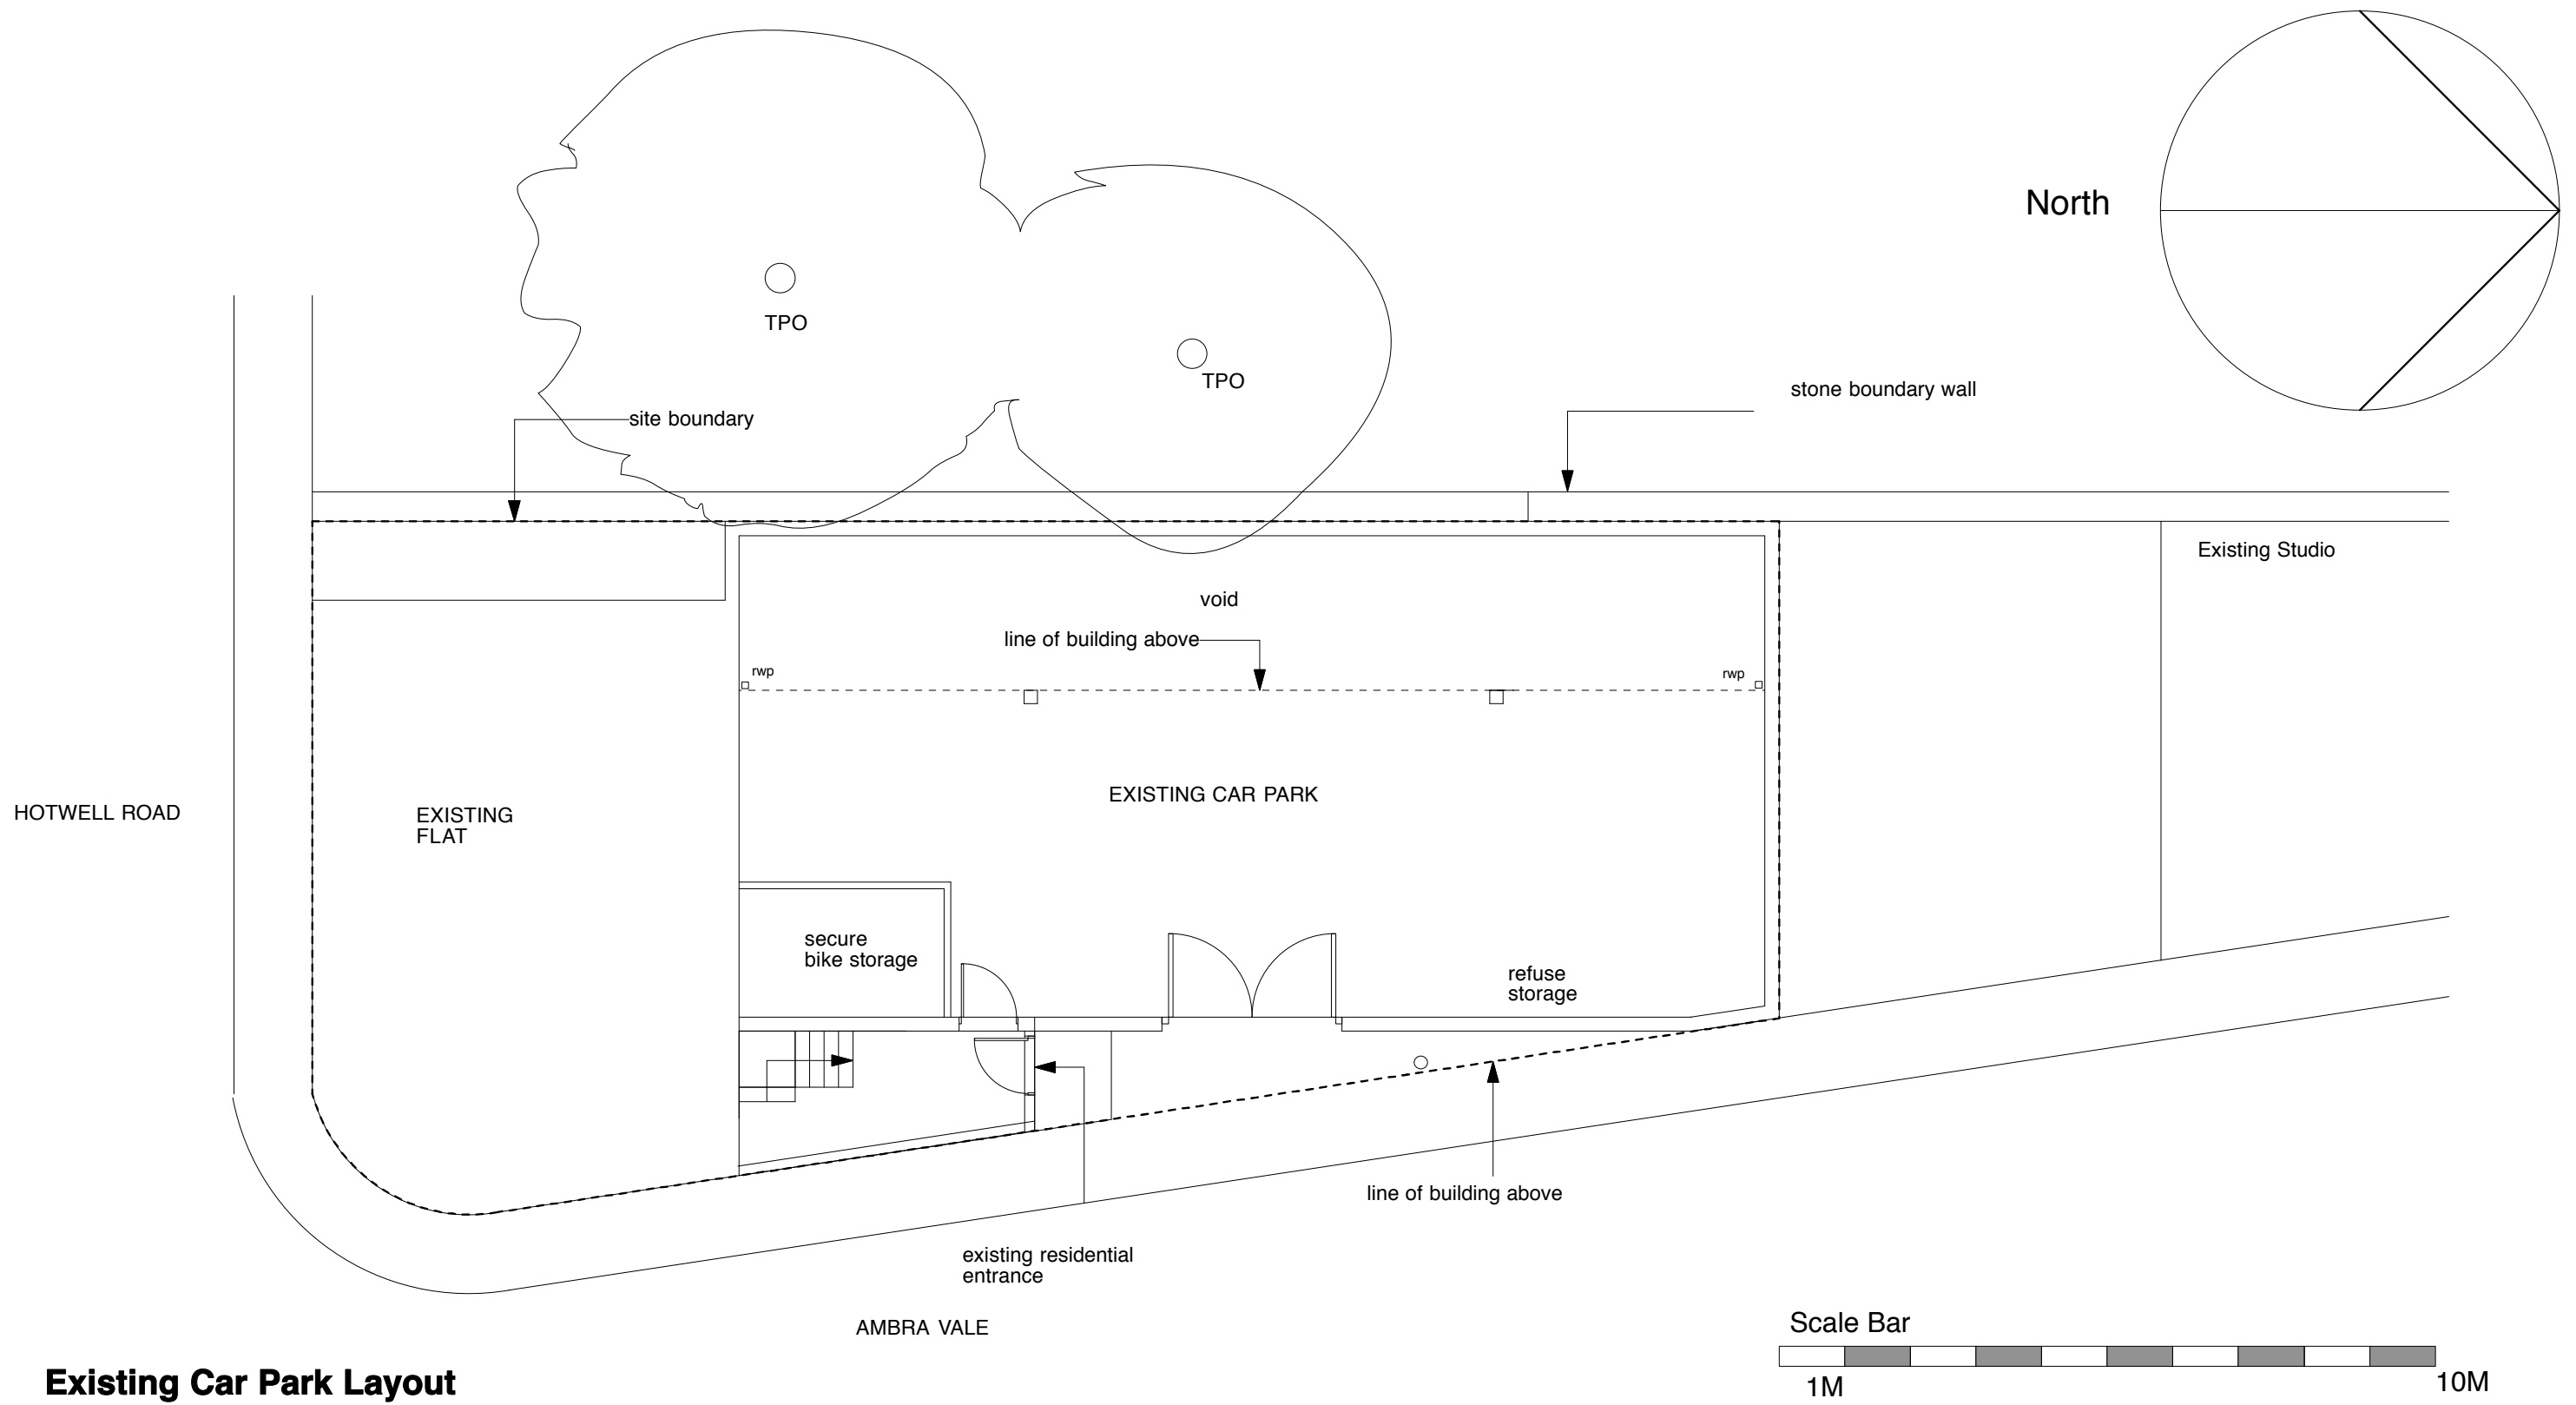 North
TPO
TPO
stone boundary wall
site boundary
Existing Studio
void
line of building above
rwp
rwp
EXISTING CAR PARK
HOTWELL ROAD
EXISTING
FLAT
secure
bike storage
refuse
storage
line of building above
existing residential
entrance
AMBRA VALE
Scale Bar
1M
10M
Existing Car Park Layout